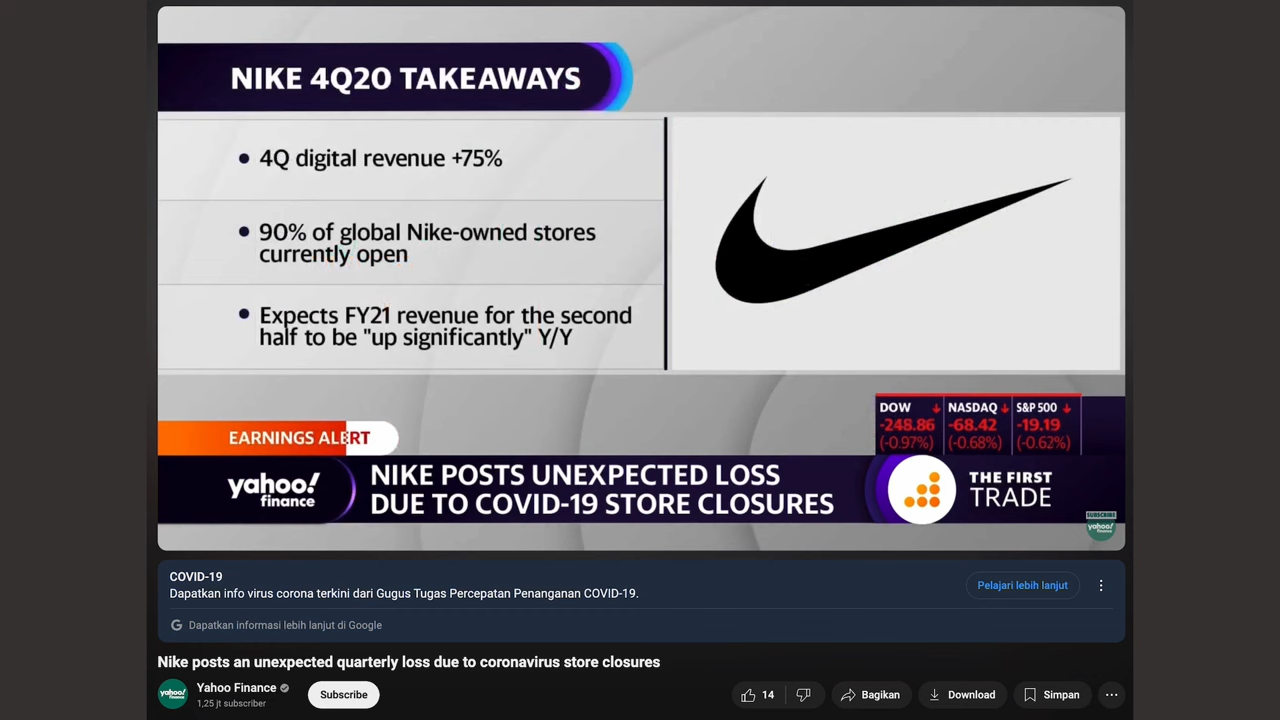 NIKE 4Q20 TAKEAWAYS
• 4Q digital revenue +75%
• 90% of global Nike-owned stores
currently open
• Expects FY21 revenue for the second
half to be "up significantly" Y/Y
DOW NASDAQ S&P 500
-248.86 -68.42 -19.19
(-0.97%) (-0.68%) (-0.62%)
EARNINGS ALERT
yahoo!
finance
NIKE POSTS UNEXPECTED LOSS
DUE TO COVID-19 STORE CLOSURES
THE FIRST
TRADE
SUBSCRIBE
yahoo!
finance
COVID-19
Dapatkan info virus corona terkini dari Gugus Tugas Percepatan Penanganan COVID-19.
Pelajari lebih lanjut
Dapatkan informasi lebih lanjut di Google
Nike posts an unexpected quarterly loss due to coronavirus store closures
yahoo!
Yahoo Finance
1,25 jt subscriber
Subscribe
14
Bagikan
Download
Simpan